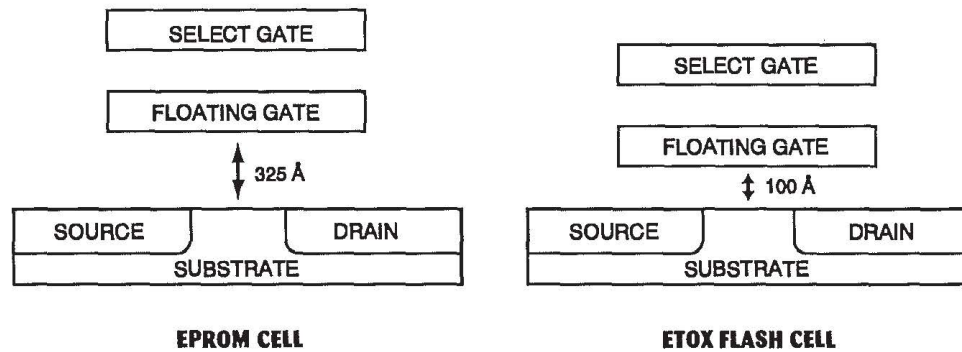 SELECT GATE
FLOATING GATE
325 Å
SOURCE
DRAIN
SUBSTRATE
EPROM CELL
SELECT GATE
FLOATING GATE
100 Å
SOURCE
DRAIN
SUBSTRATE
ETOX FLASH CELL